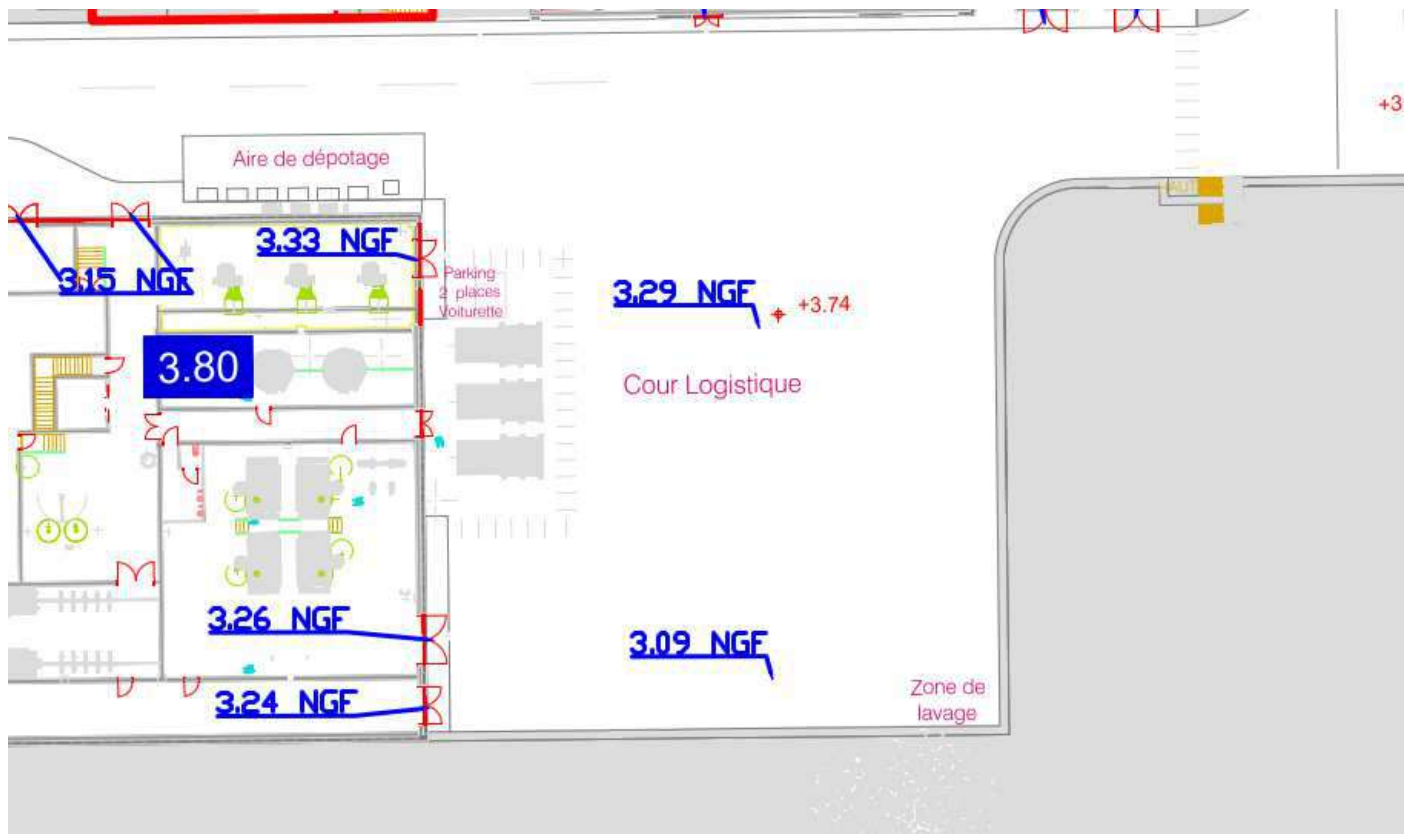 +3
Aire de dépotage
3.33 NGF
3.15 NGF
Parking
2 places
Voiturette
3.29 NGF
+3.74
3.80
Cour Logistique
3.26 NGF
3.09 NGF
3.24 NGF
Zone de
lavage